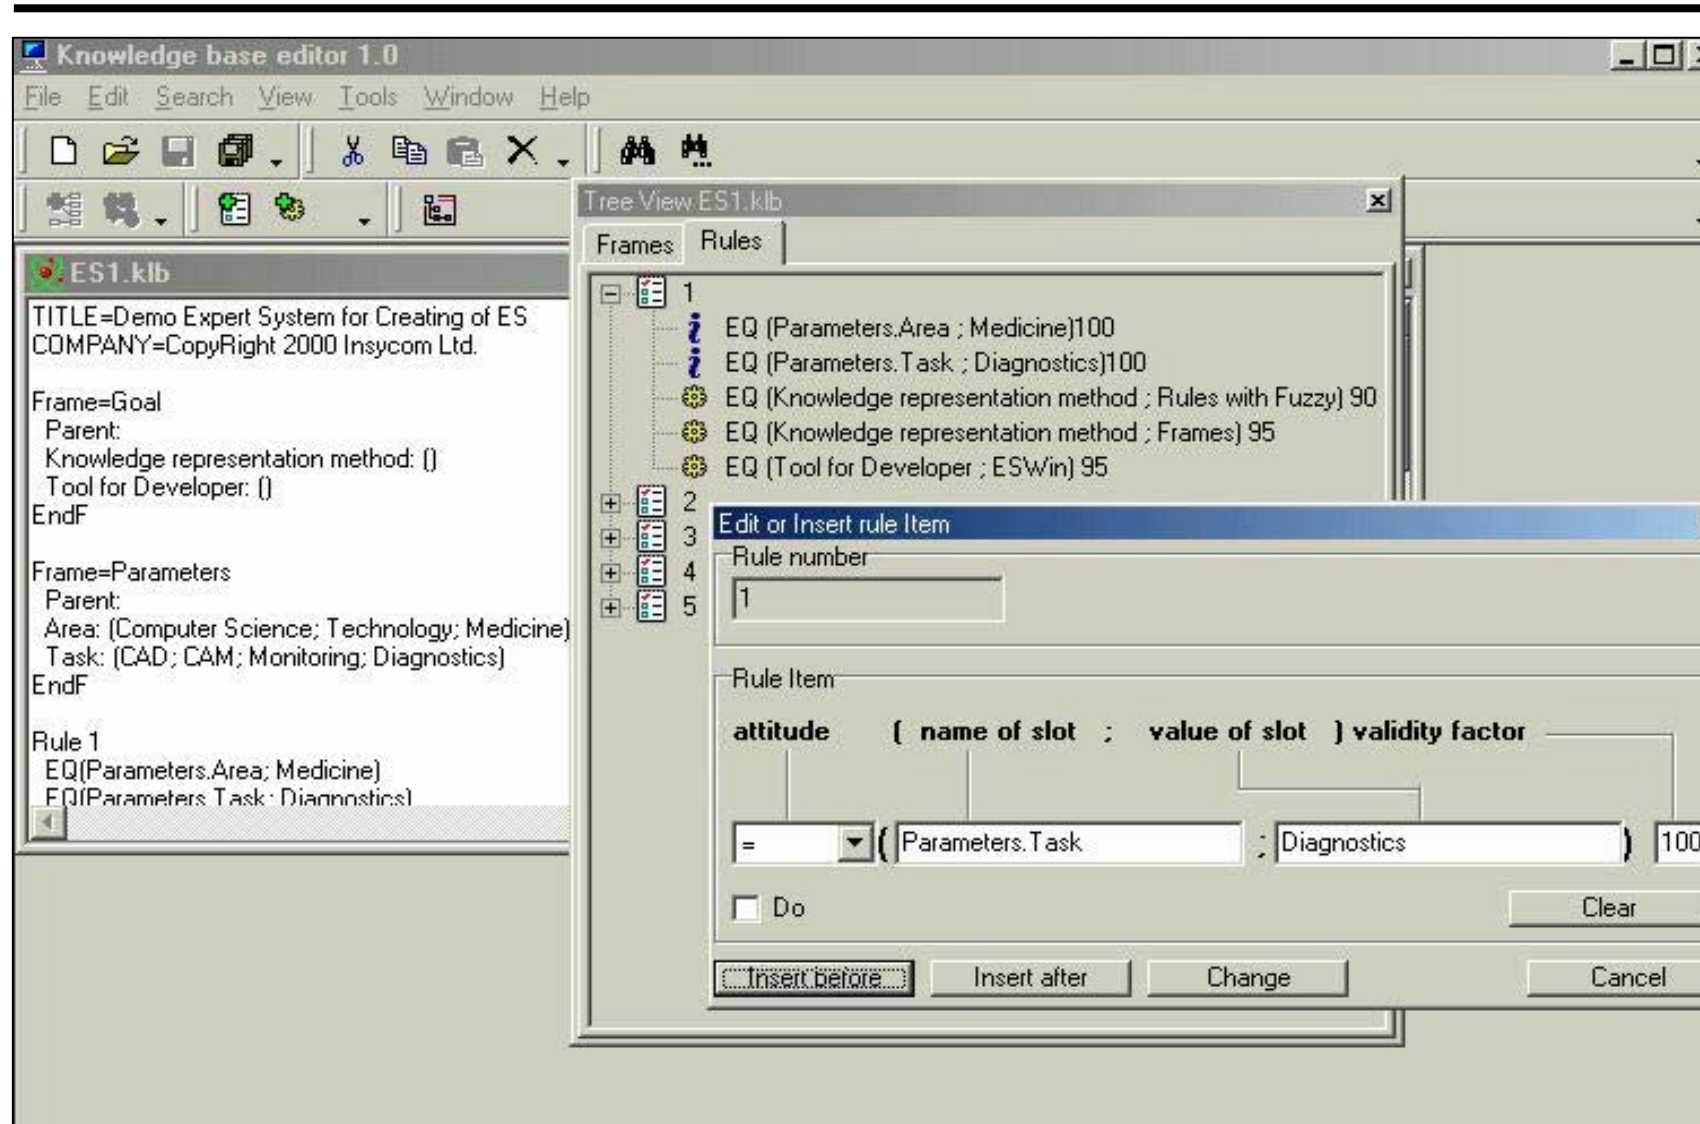 Knowledge base editor 1.0
File Edit Search View Tools Window Help
Tree View.ES1.klb
Frames Rules
ES1.klb
TITLE=Demo Expert System for Creating of ES
COMPANY=CopyRight 2000 Insycom Ltd.
Frame=Goal
Parent:
Knowledge representation method: ()
Tool for Developer: ()
EndF
Frame=Parameters
Parent:
Area: (Computer Science; Technology; Medicine)
Task: (CAD; CAM; Monitoring; Diagnostics)
EndF
Rule 1
EQ(Parameters.Area; Medicine)
EQ(Parameters.Task; Diagnostics)
1
EQ (Parameters.Area ; Medicine)100
EQ (Parameters.Task ; Diagnostics)100
EQ (Knowledge representation method ; Rules with Fuzzy) 90
EQ (Knowledge representation method ; Frames) 95
EQ (Tool for Developer ; ESWin) 95
2
3
4
5
Edit or Insert rule Item
Rule number
1
Rule Item
attitude ( name of slot ; value of slot ) validity factor
= ( Parameters.Task ; Diagnostics ) 100
Do
Clear
Insert before Insert after Change Cancel